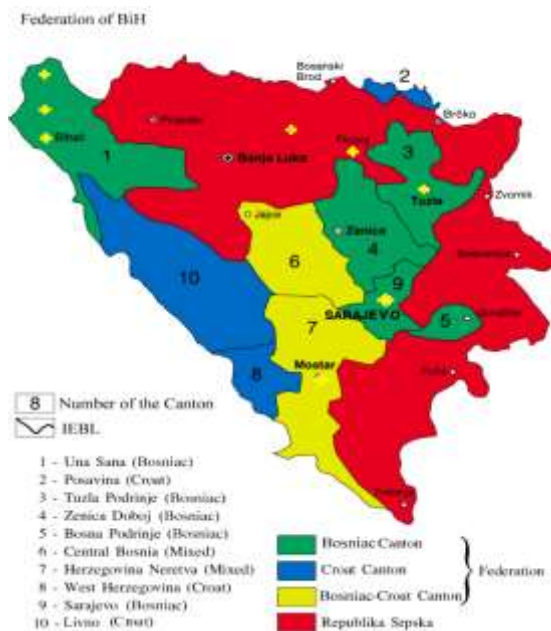 Federation of BiH
Bosanski
Brod
2
Brčko
Bihać
1
Banja Luka
3
Tuzla
Zvornik
Jajce
Zenica
4
6
9
10
SARAJEVO
5
7
Mostar
8
8 Number of the Canton
IEBL
1 - Una Sana (Bosniac)
2 - Posavina (Croat)
3 - Tuzla Podrinje (Bosniac)
4 - Zenica Doboj (Bosniac)
5 - Bosna Podrinje (Bosniac)
6 - Central Bosnia (Mixed)
7 - Herzegovina Neretva (Mixed)
8 - West Herzegovina (Croat)
9 - Sarajevo (Bosniac)
10 - Livno (Croat)
Bosniac Canton
Croat Canton
Bosniac-Croat Canton
Federation
Republika Sepska